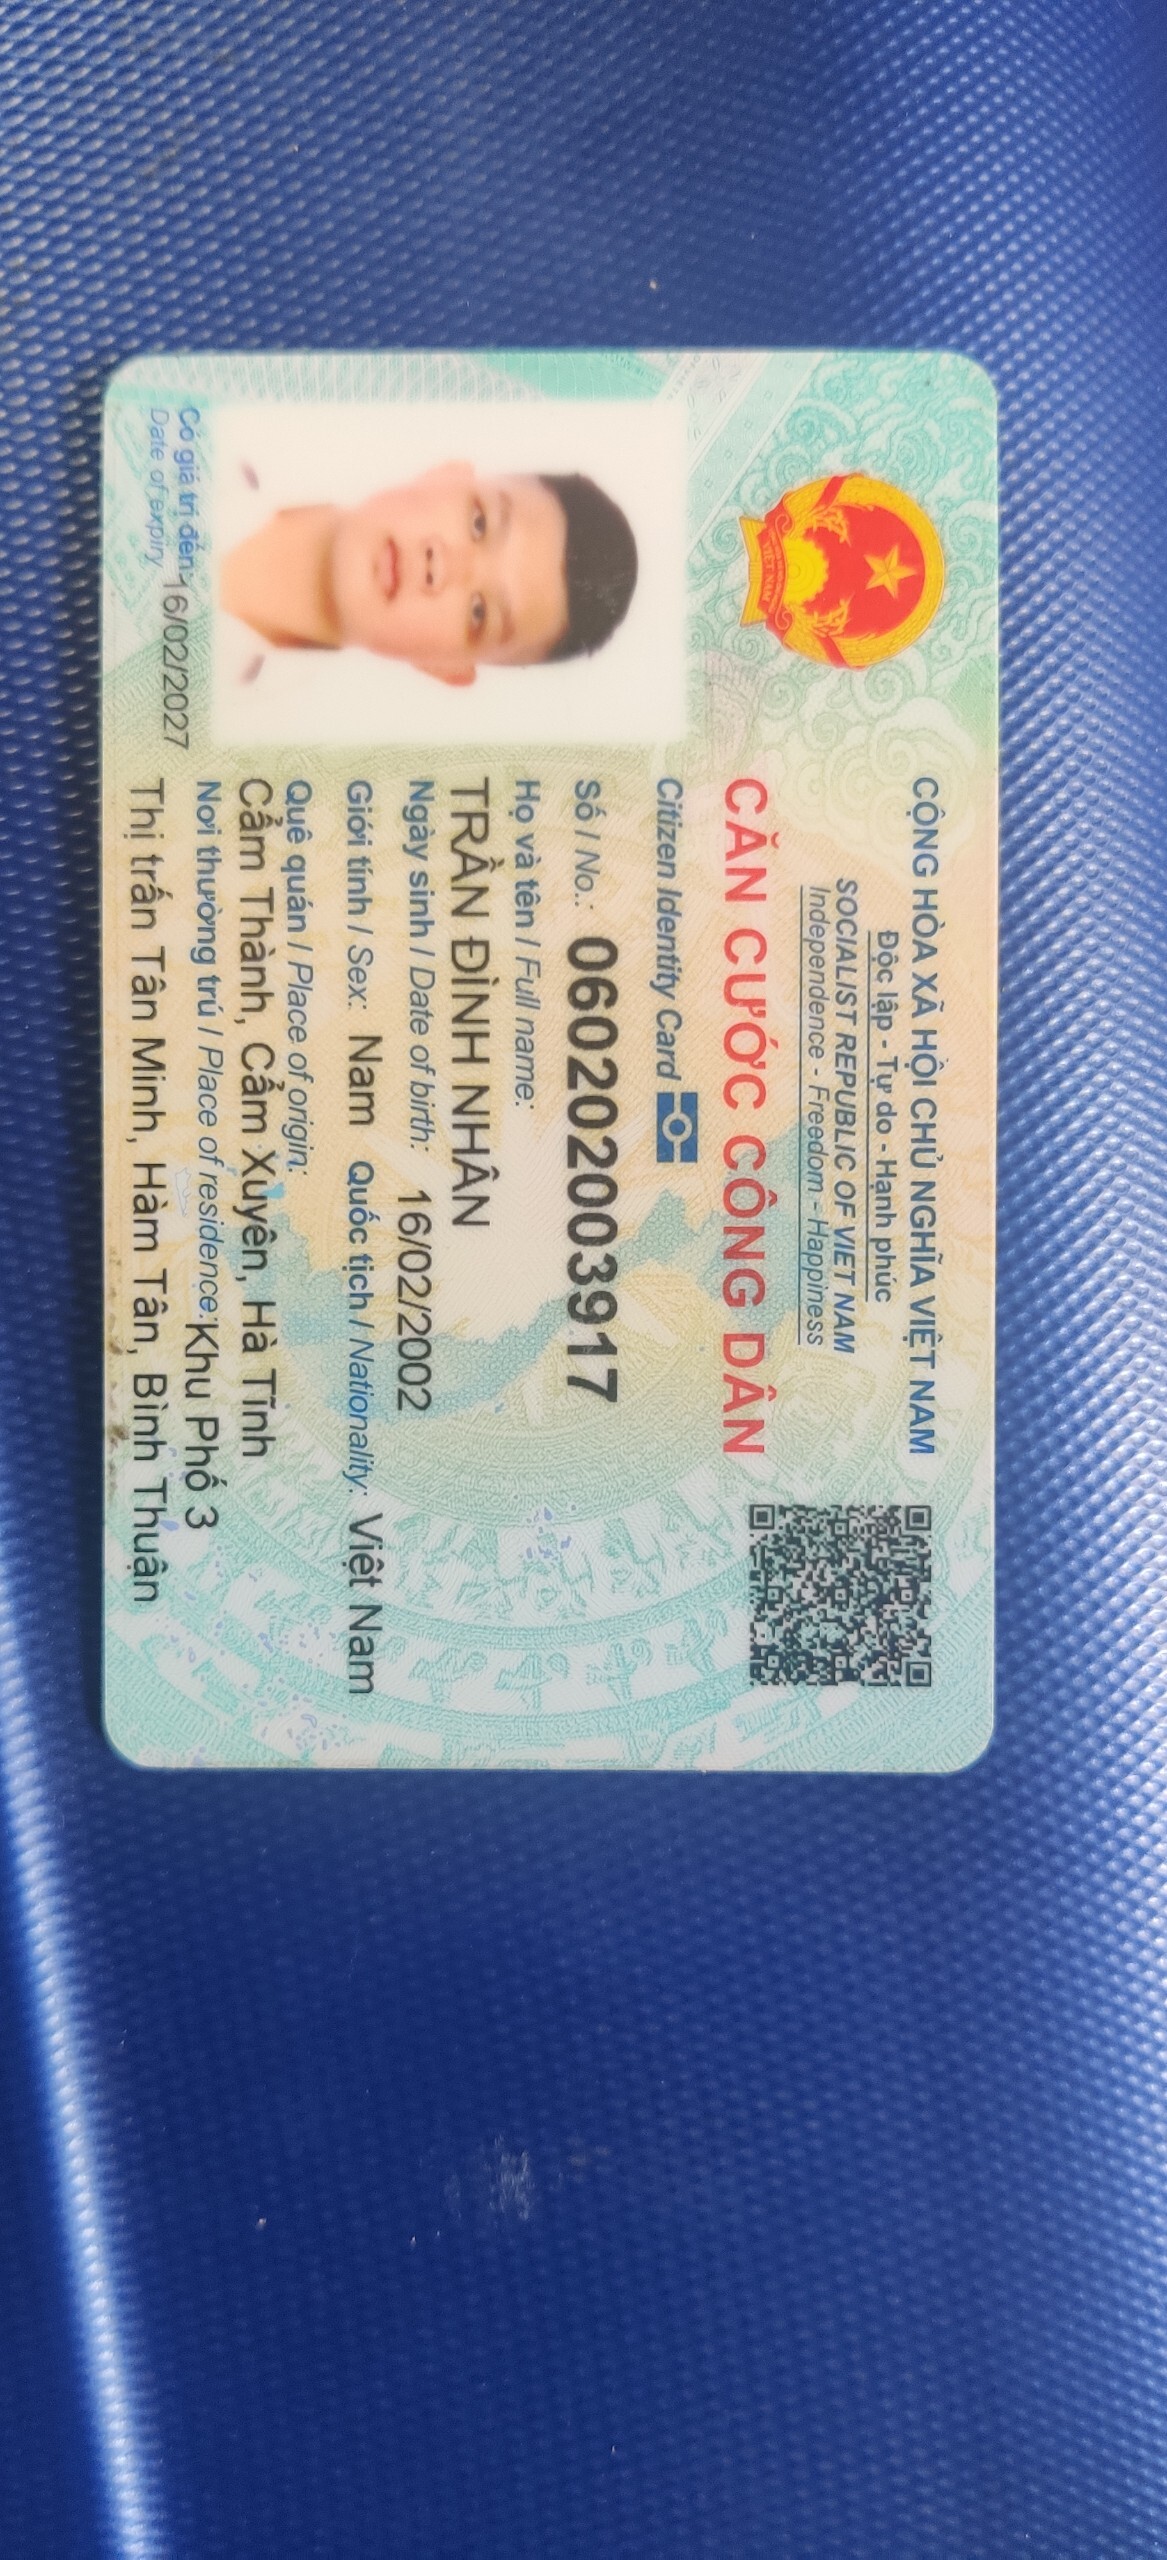 CỘNG HÒA XÃ HỘI CHỦ NGHĨA VIỆT NAM
Độc lập - Tự do - Hạnh phúc
SOCIALIST REPUBLIC OF VIET NAM
Independence - Freedom - Happiness
CĂN CƯỚC CÔNG DÂN
Citizen Identity Card
Số / No.: 060202003917
Họ và tên / Full name:
TRẦN ĐÌNH NHÂN
Ngày sinh / Date of birth: 16/02/2002
Giới tính / Sex: Nam Quốc tịch / Nationality: Việt Nam
Quê quán / Place of origin:
Cẩm Thành, Cẩm Xuyên, Hà Tĩnh
Nơi thường trú / Place of residence: Khu Phố 3
Thị trấn Tân Minh, Hàm Tân, Bình Thuận
Có giá trị đến: 16/02/2027
Date of expiry
VIỆT NAM